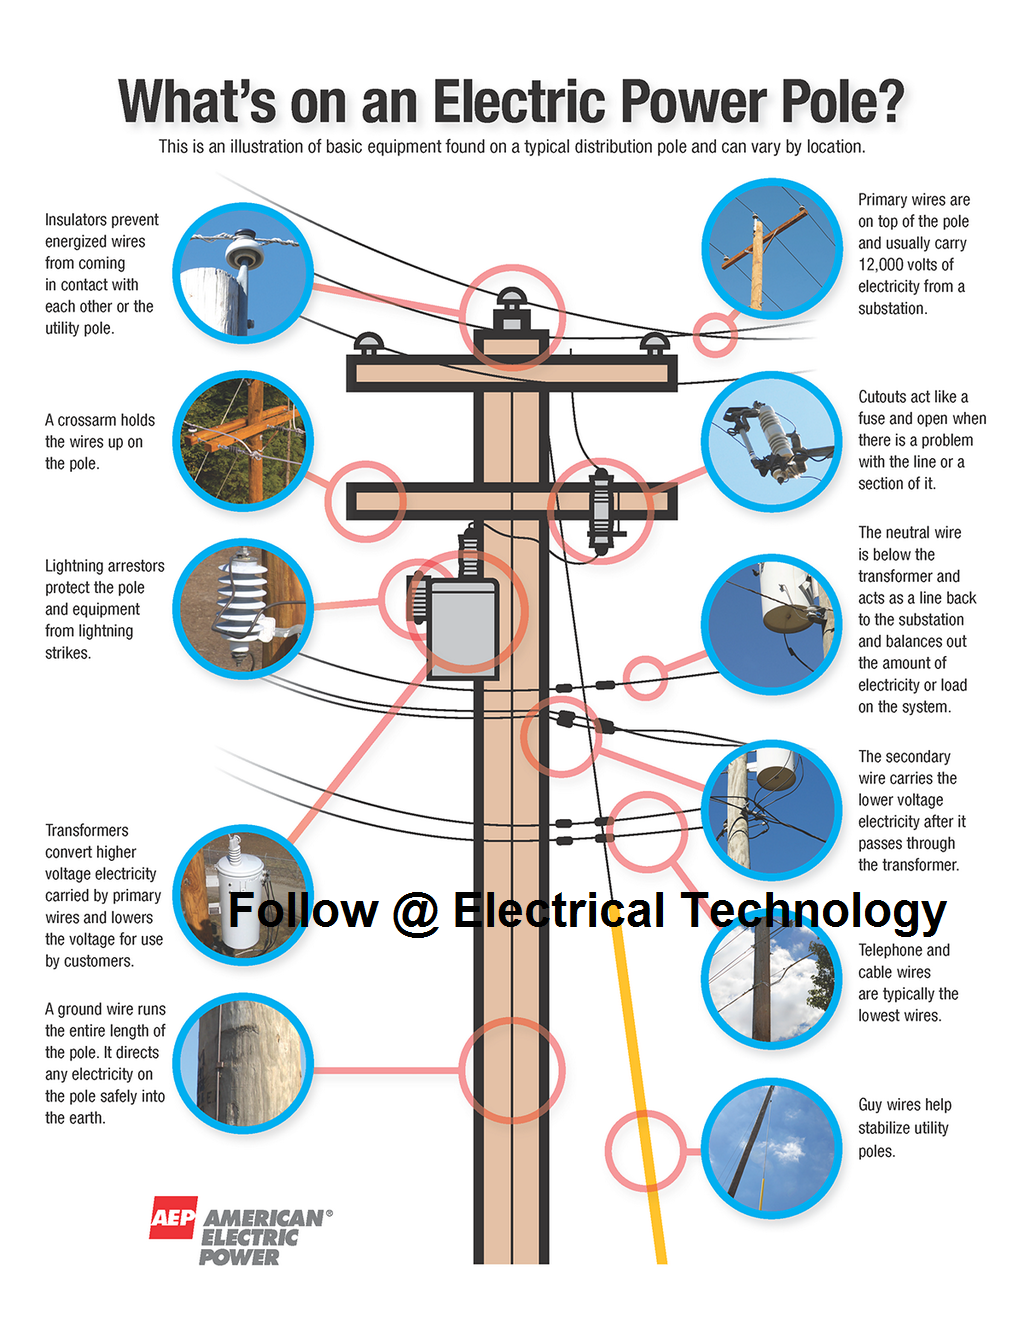 What's on an Electric Power Pole?
This is an illustration of basic equipment found on a typical distribution pole and can vary by location.
Insulators prevent
energized wires
from coming
in contact with
each other or the
utility pole.
A crossarm holds
the wires up on
the pole.
Lightning arrestors
protect the pole
and equipment
from lightning
strikes.
Transformers
convert higher
voltage electricity
carried by primary
wires and lowers
the voltage for use
by customers.
A ground wire runs
the entire length of
the pole. It directs
any electricity on
the pole safely into
the earth.
Primary wires are
on top of the pole
and usually carry
12,000 volts of
electricity from a
substation.
Cutouts act like a
fuse and open when
there is a problem
with the line or a
section of it.
The neutral wire
is below the
transformer and
acts as a line back
to the substation
and balances out
the amount of
electricity or load
on the system.
The secondary
wire carries the
lower voltage
electricity after it
passes through
the transformer.
Follow @ Electrical Technology
Telephone and
cable wires
are typically the
lowest wires.
Guy wires help
stabilize utility
poles.
AEP AMERICAN®
ELECTRIC
POWER